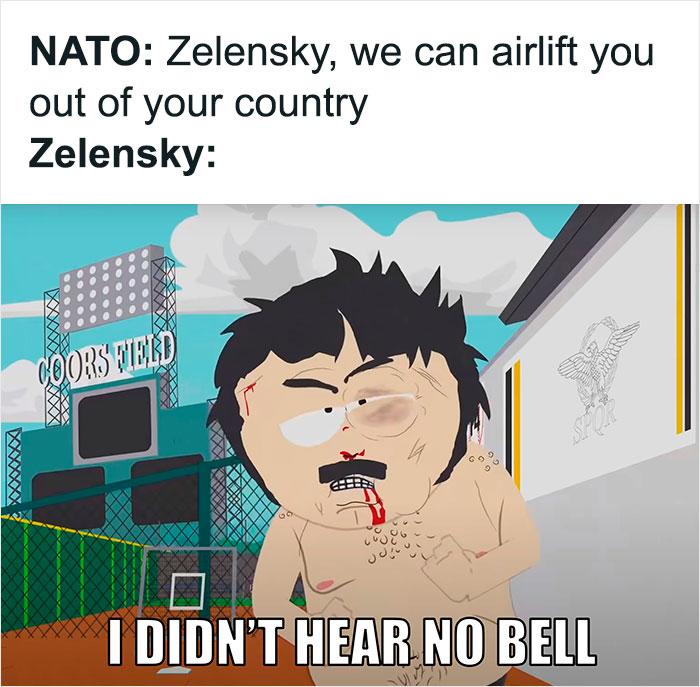 NATO: Zelensky, we can airlift you
out of your country
Zelensky:
COORS FIELD
SPQR
I DIDN'T HEAR NO BELL